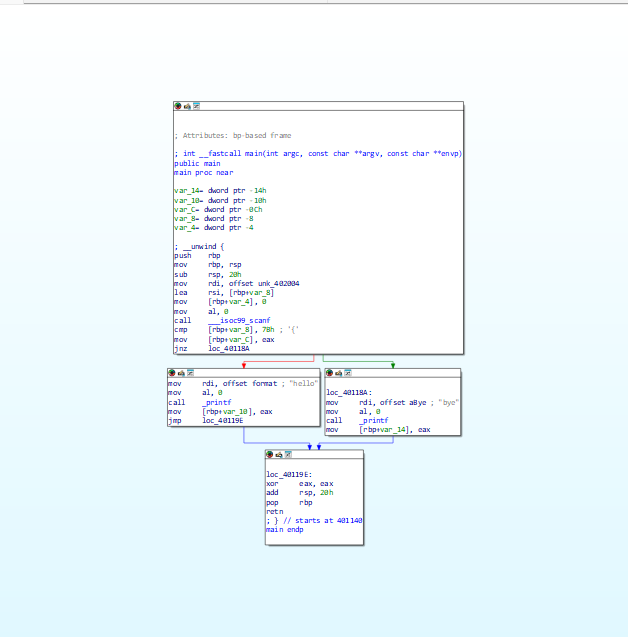 ; Attributes: bp-based frame
; int __fastcall main(int argc, const char **argv, const char **envp)
public main
main proc near
var_14= dword ptr -14h
var_10= dword ptr -10h
var_C= dword ptr -0Ch
var_8= dword ptr -8
var_4= dword ptr -4
; __unwind {
push rbp
mov rbp, rsp
sub rsp, 20h
mov rdi, offset unk_402004
lea rsi, [rbp+var_8]
mov [rbp+var_4], 0
mov al, 0
call ___isoc99_scanf
cmp [rbp+var_8], 7Bh ; '{'
mov [rbp+var_C], eax
jnz loc_40118A
mov rdi, offset format ; "hello"
mov al, 0
call _printf
mov [rbp+var_10], eax
jmp loc_40119E
loc_40118A:
mov rdi, offset aBye ; "bye"
mov al, 0
call _printf
mov [rbp+var_14], eax
loc_40119E:
xor eax, eax
add rsp, 20h
pop rbp
retn
; } // starts at 401140
main endp